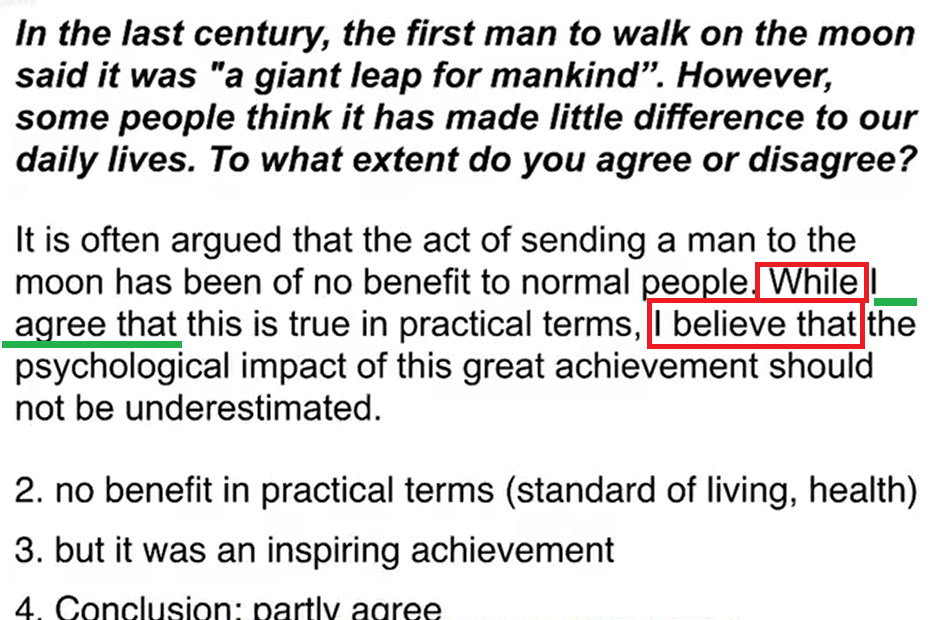 In the last century, the first man to walk on the moon
said it was "a giant leap for mankind”. However,
some people think it has made little difference to our
daily lives. To what extent do you agree or disagree?
It is often argued that the act of sending a man to the
moon has been of no benefit to normal people. While I
agree that this is true in practical terms, I believe that the
psychological impact of this great achievement should
not be underestimated.
2. no benefit in practical terms (standard of living, health)
3. but it was an inspiring achievement
4. Conclusion: partly agree